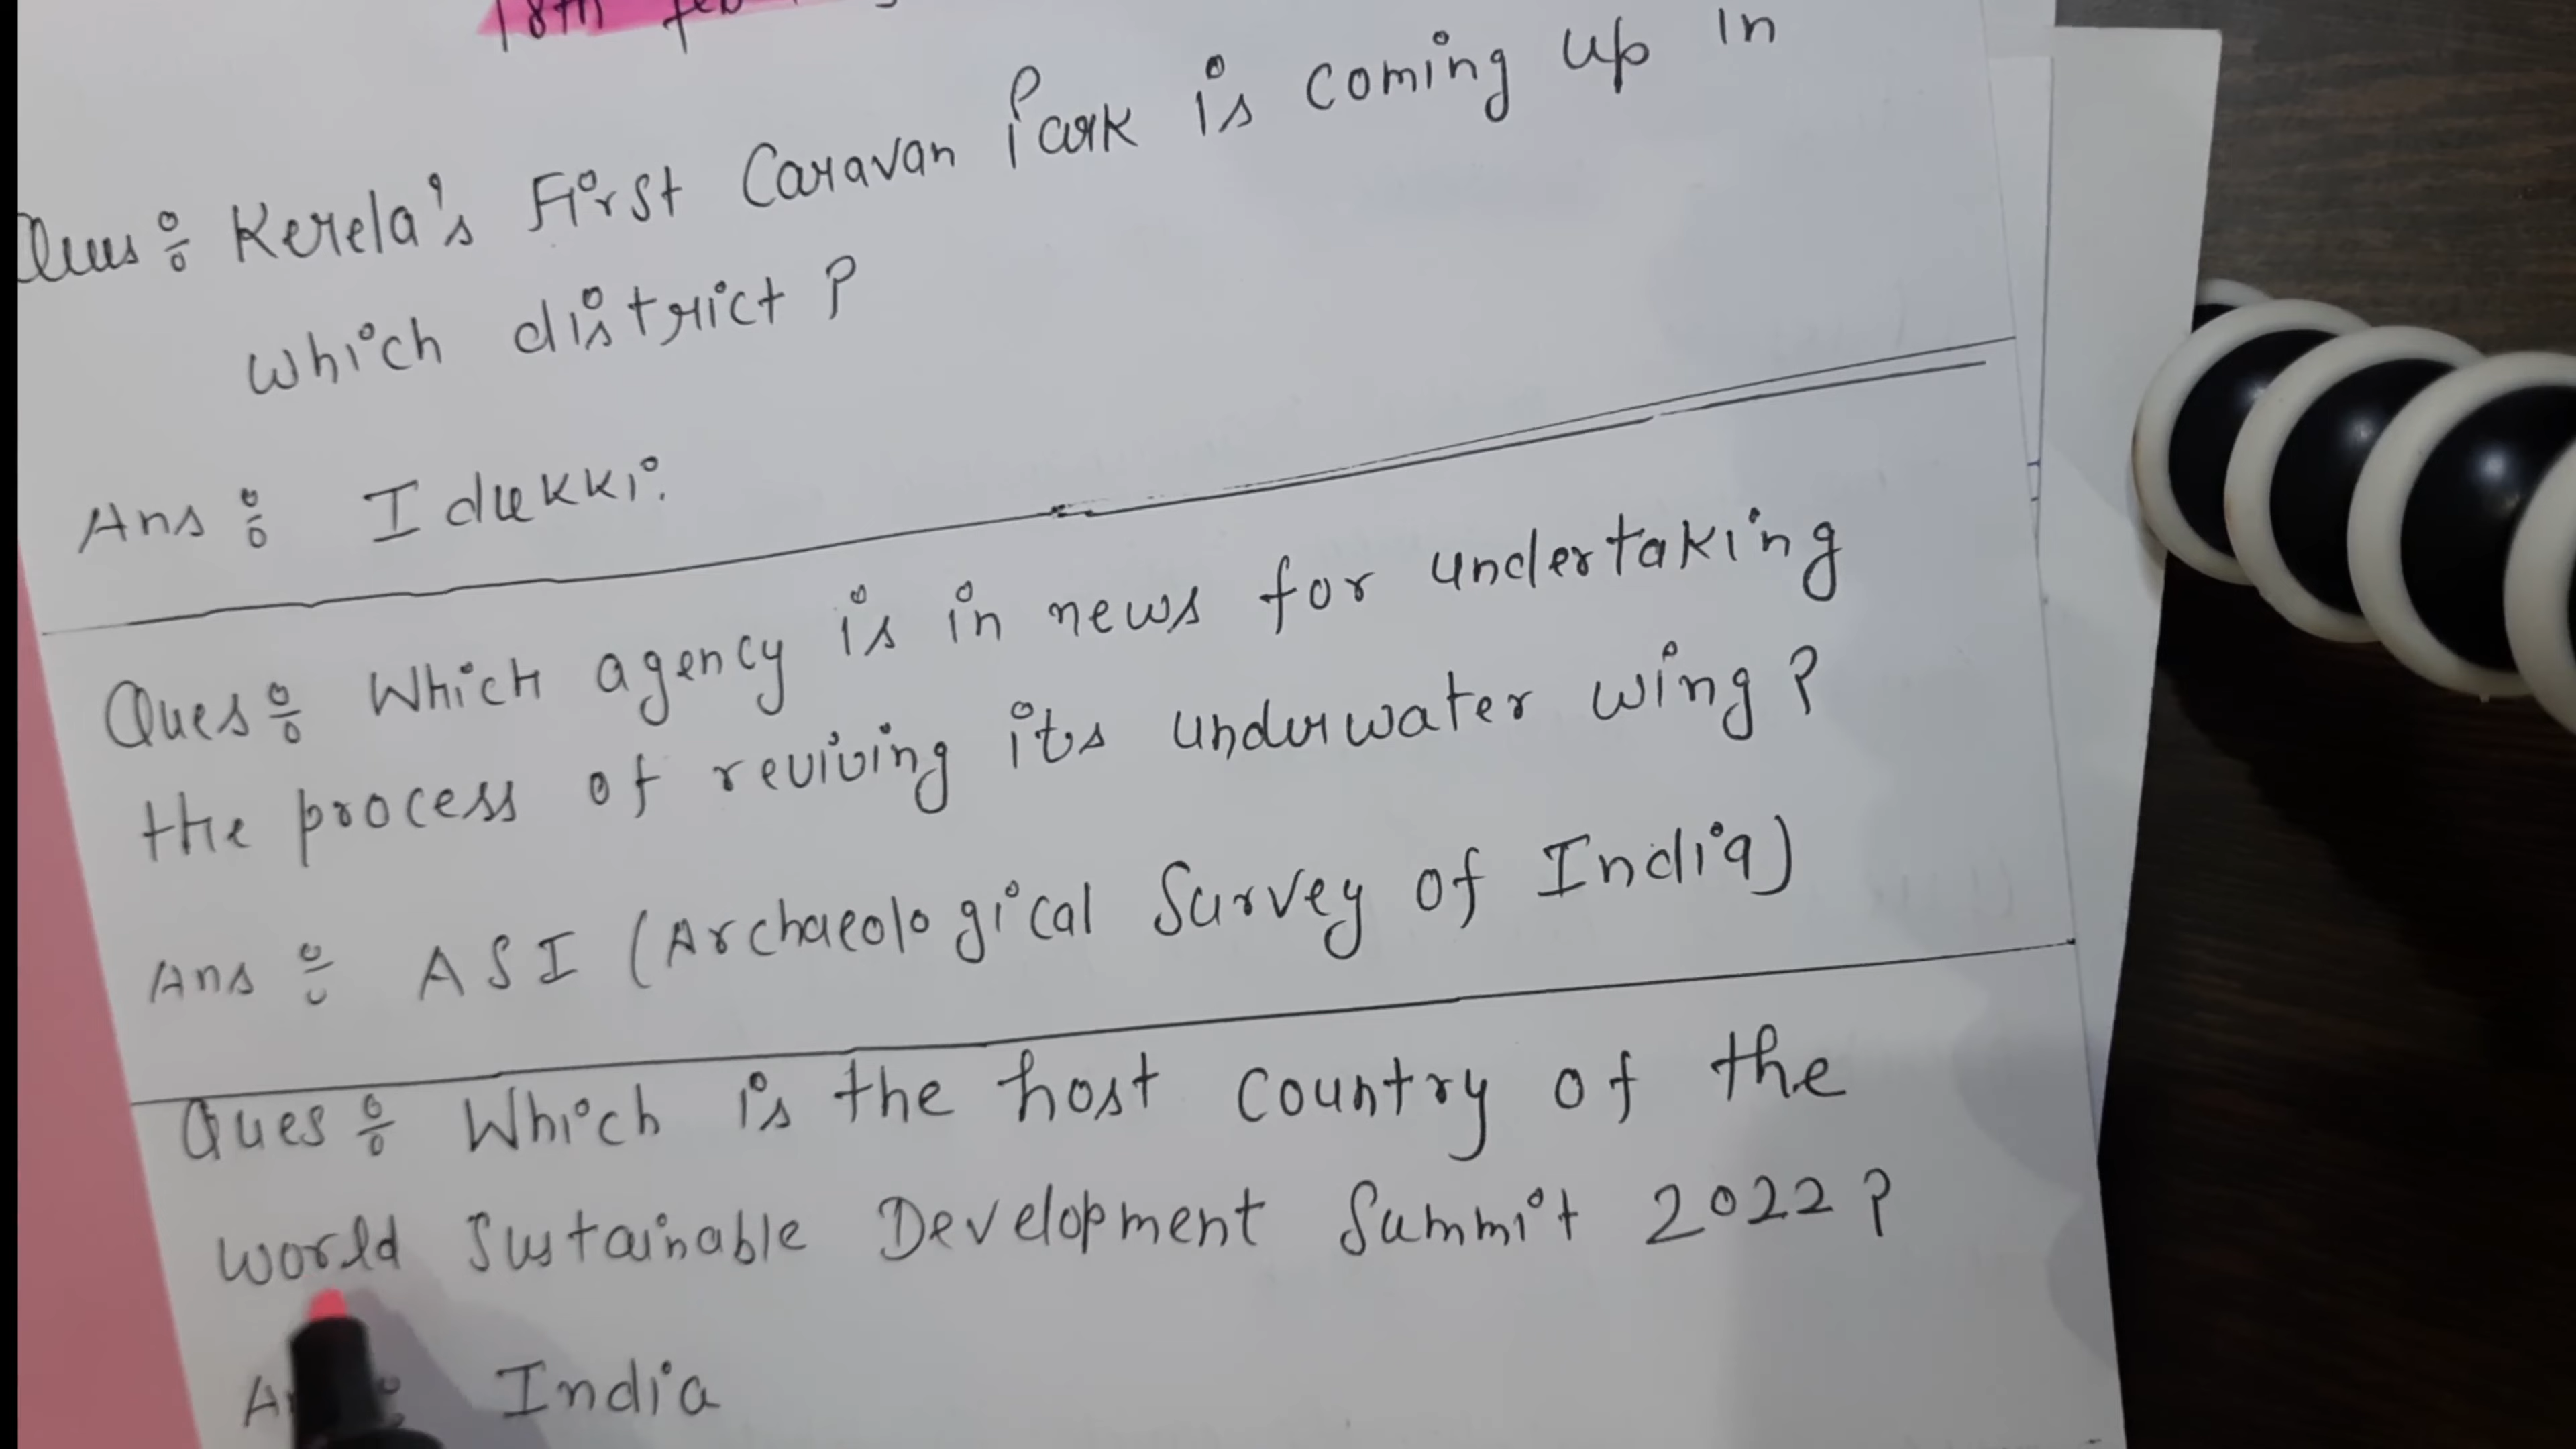 18th feb
Ques: Kerela's First Caravan Park is coming up in
which district ?
Ans : Idukki.
Ques: Which agency is in news for undertaking
the process of reviving its underwater wing ?
Ans : ASI (Archaeological Survey of India)
Ques: Which is the host country of the
World Sustainable Development Summit 2022 ?
India